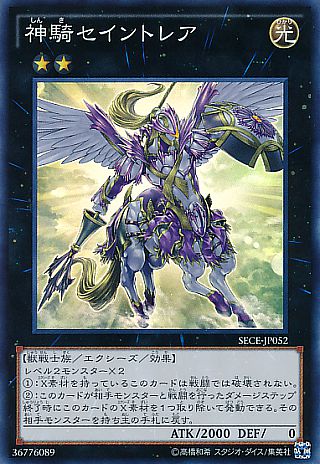 神騎セイントレア
光
SECE-JP052
[獣戦士族/エクシーズ/効果]
ATK/2000 DEF/ 0
レベル2モンスター×2
①:X素材を持っているこのカードは戦闘では破壊されない。
②:このカードが相手モンスターと戦闘を行ったダメージステップ
終了時にこのカードのX素材を1つ取り除いて発動できる。その
相手モンスターを持ち主の手札に戻す。
36776089
©高橋和希 スタジオ・ダイス/集英社